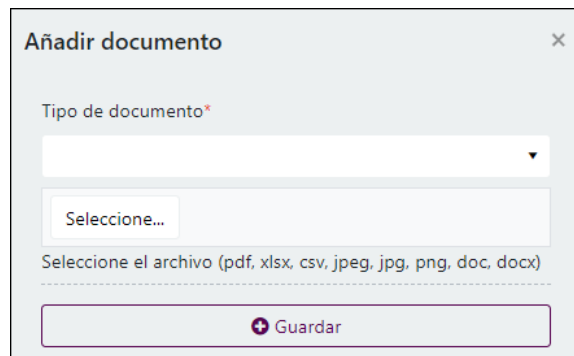 Añadir documento
Tipo de documento*
Seleccione...
Seleccione el archivo (pdf, xlsx, csv, jpeg, jpg, png, doc, docx)
Guardar